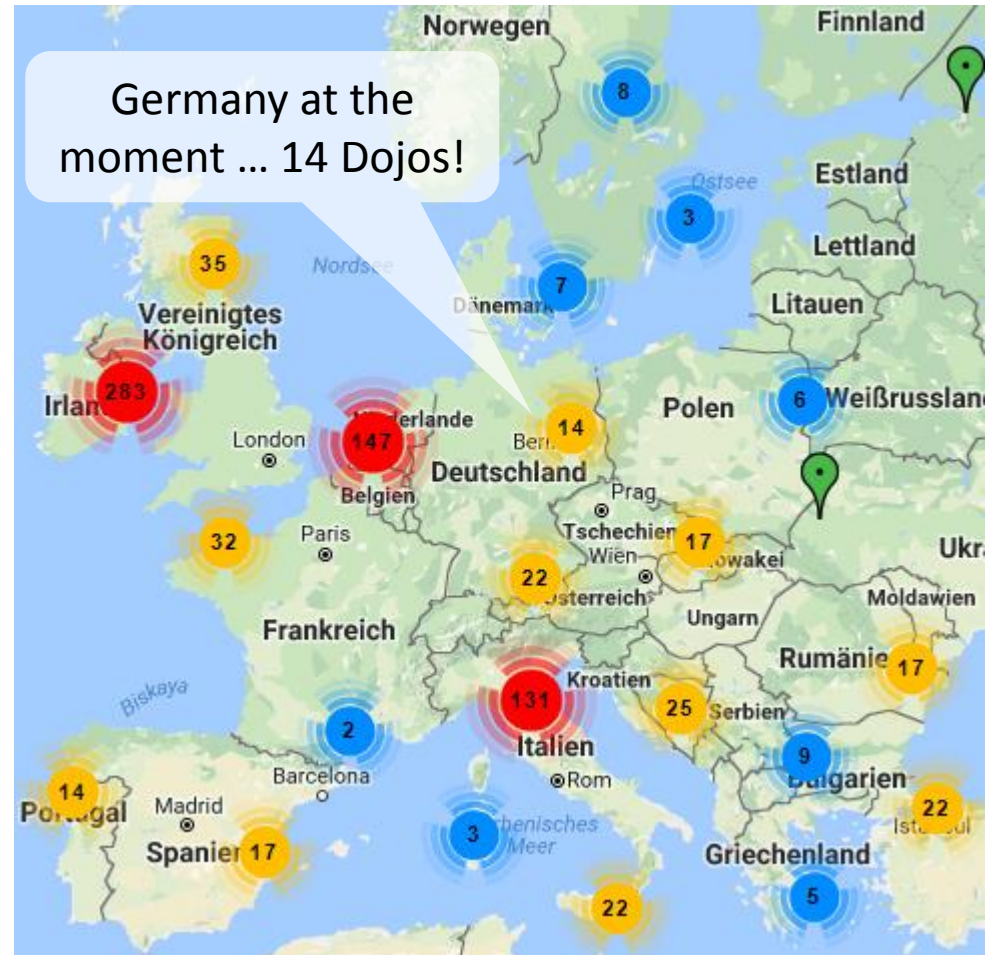 Norwegen
Finnland
Germany at the
moment ... 14 Dojos!
8
Ostsee
Estland
3
Lettland
35
Nordsee
7
Dänemark
Litauen
Vereinigtes
Königreich
283
147
6
Weißrussland
Polen
14
London
Deutschland
Belgien
Prag
32
Paris
Tschechien
17
Wien
22
Ukr
Moldawien
Ungarn
Frankreich
Rumänien
17
Kroatien
131
25
Serbien
Biskaya
2
Italien
9
Bulgarien
Barcelona
Rom
14
Portugal
Madrid
22
3
Meer
Spanien
17
Griechenland
5
22